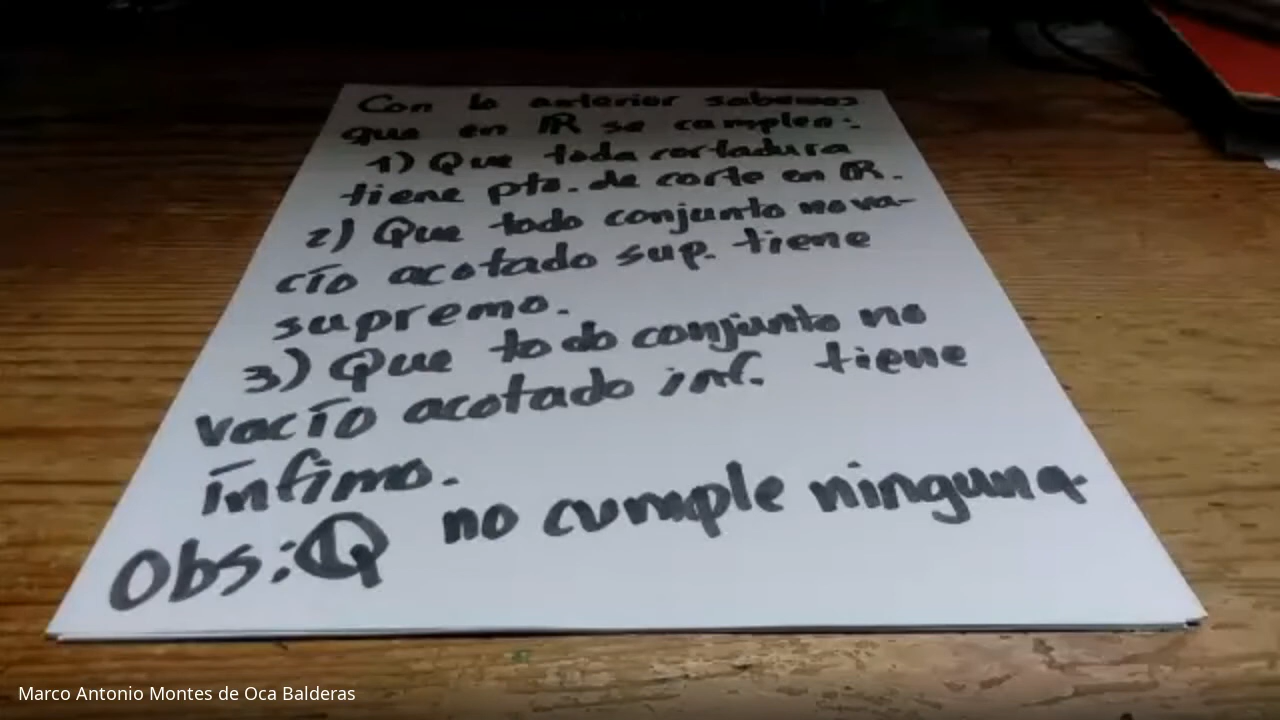 Con lo anterior sabemos
que en ℝ se cumplen:
1) Que toda cortadura
tiene pto. de corte en ℝ.
2) Que todo conjunto no va-
cío acotado sup. tiene
supremo.
3) Que todo conjunto no
vacío acotado inf. tiene
ínfimo.
Obs: ℚ no cumple ninguna.
Marco Antonio Montes de Oca Balderas